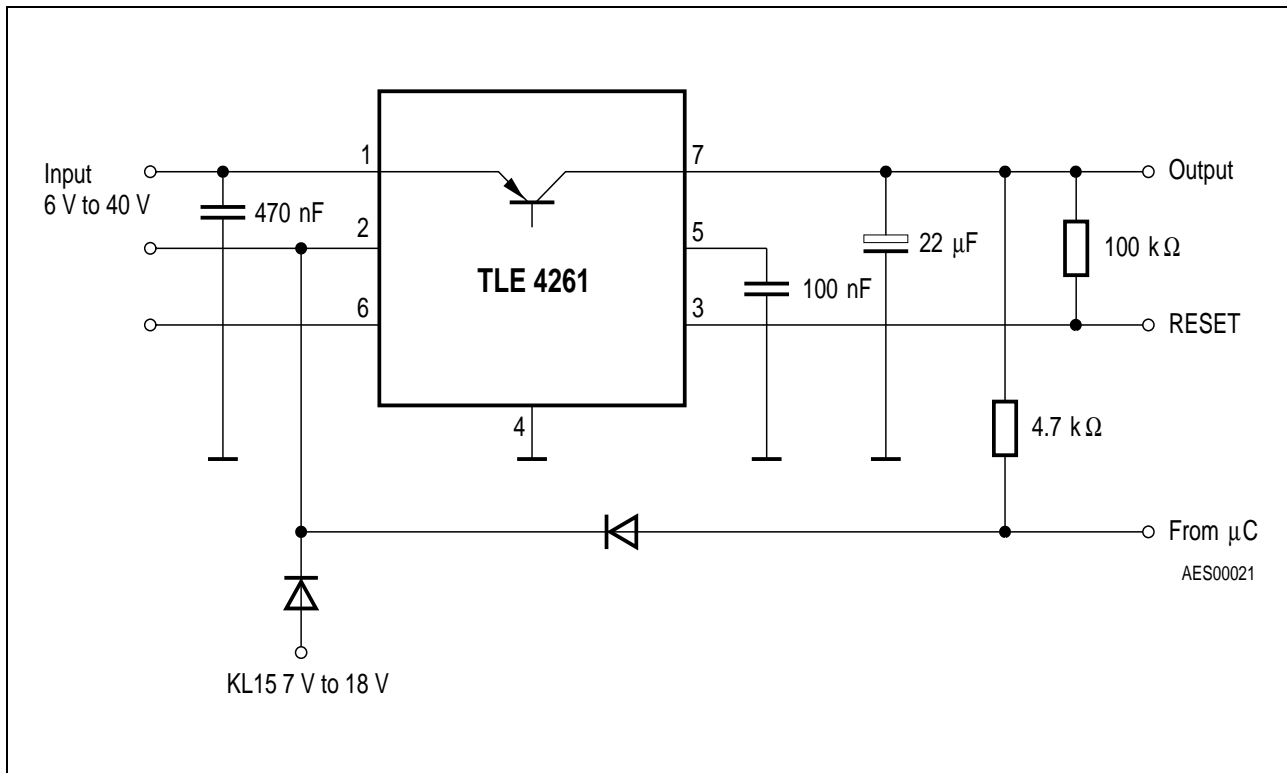 Input
6 V to 40 V
1
470 nF
2
6
TLE 4261
4
7
5
100 nF
3
22 μF
Output
100 kΩ
RESET
4.7 kΩ
From μC
AES00021
KL15 7 V to 18 V